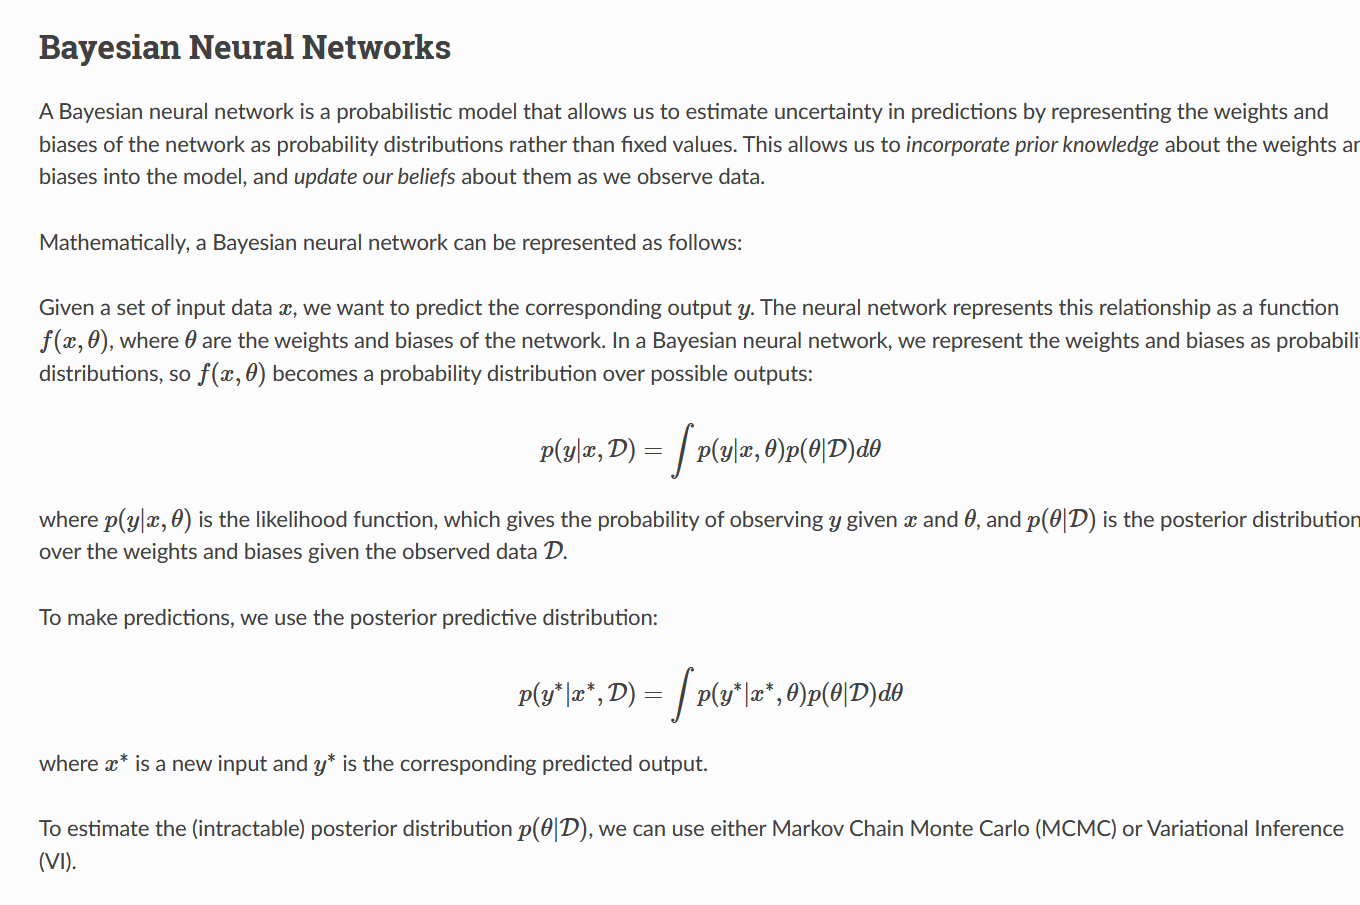 Bayesian Neural Networks
A Bayesian neural network is a probabilistic model that allows us to estimate uncertainty in predictions by representing the weights and
biases of the network as probability distributions rather than fixed values. This allows us to incorporate prior knowledge about the weights
biases into the model, and update our beliefs about them as we observe data.
Mathematically, a Bayesian neural network can be represented as follows:
Given a set of input data x, we want to predict the corresponding output y. The neural network represents this relationship as a function
f(x, θ), where θ are the weights and biases of the network. In a Bayesian neural network, we represent the weights and biases as
distributions, so f(x, θ) becomes a probability distribution over possible outputs:
p(y|x, 𝒟) = ∫ p(y|x, θ)p(θ|𝒟)dθ
where p(y|x, θ) is the likelihood function, which gives the probability of observing y given x and θ, and p(θ|𝒟) is the posterior distribution
over the weights and biases given the observed data 𝒟.
To make predictions, we use the posterior predictive distribution:
p(y*|x*, 𝒟) = ∫ p(y*|x*, θ)p(θ|𝒟)dθ
where x* is a new input and y* is the corresponding predicted output.
To estimate the (intractable) posterior distribution p(θ|𝒟), we can use either Markov Chain Monte Carlo (MCMC) or Variational Inference
(VI).